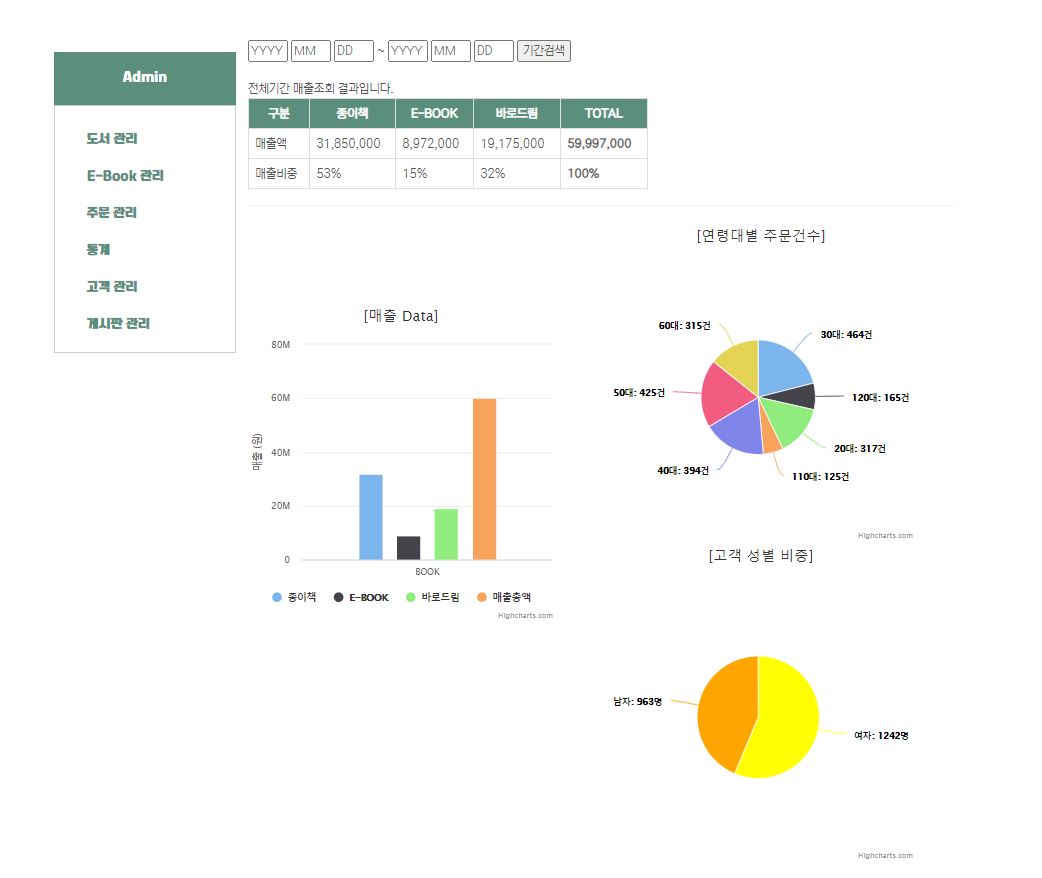 Admin
도서 관리
E-Book 관리
주문 관리
통계
고객 관리
게시판 관리
YYYY MM DD ~ YYYY MM DD 기간검색
전체기간 매출조회 결과입니다.
구분 종이책 E-BOOK 바로드림 TOTAL
매출액 31,850,000 8,972,000 19,175,000 59,997,000
매출비중 53% 15% 32% 100%
[매출 Data]
매출 (원)
80M
60M
40M
20M
0
BOOK
종이책 E-BOOK 바로드림 매출총액
Highcharts.com
[연령대별 주문건수]
60대: 315건
30대: 464건
50대: 425건
120대: 165건
20대: 317건
40대: 394건
110대: 125건
Highcharts.com
[고객 성별 비중]
남자: 963명
여자: 1242명
Highcharts.com